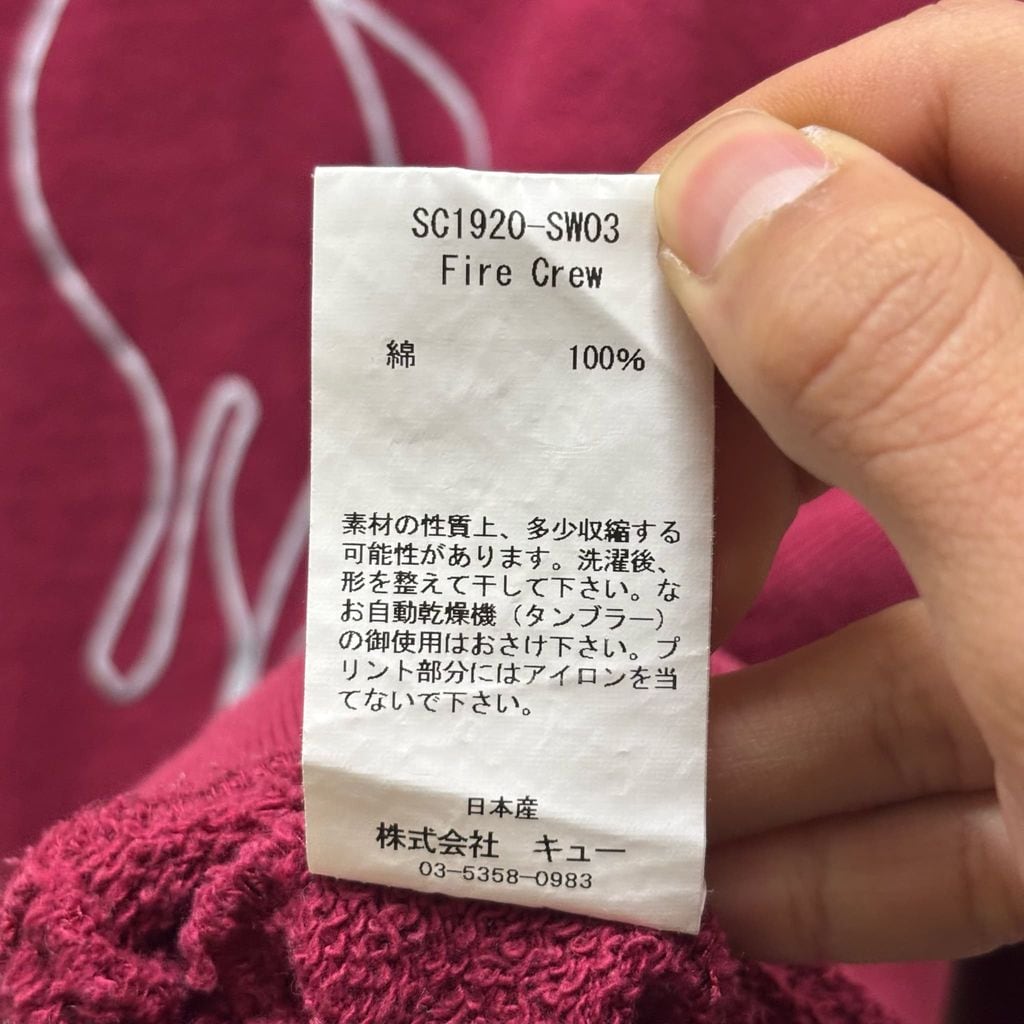 SC1920-SW03
Fire Crew
綿 100%
素材の性質上、多少収縮する
可能性があります。洗濯後、
形を整えて干して下さい。な
お自動乾燥機（タンブラー）
の御使用はおさけ下さい。プ
リント部分にはアイロンを当
てないで下さい。
日本産
株式会社 キュー
03-5358-0983